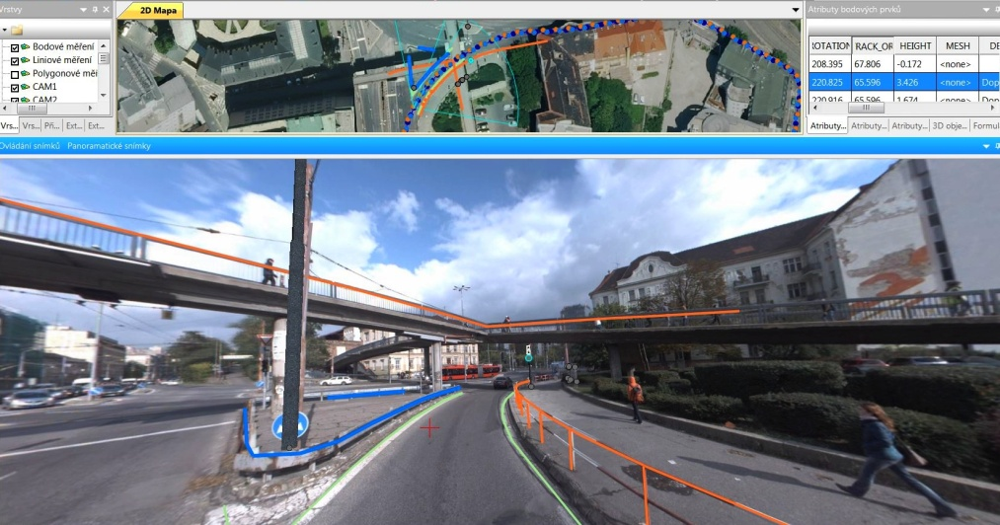 Vrstvy
2D Mapa
Atributy bodových prvků
Bodové měření
Liniové měření
Polygonové měř
CAM1
CAM2
IOTATION RACK_OR HEIGHT MESH DE
208.395 67.806 -0.172 <none>
220.825 65.596 3.426 <none> Dop
220.916 65.596 1.674 <none> Dop
Vrs... Vrs... Př... Ext... Ext...
Atributy... Atributy... Atributy... 3D obje... Formul
Ovládání snímků Panoramatické snímky